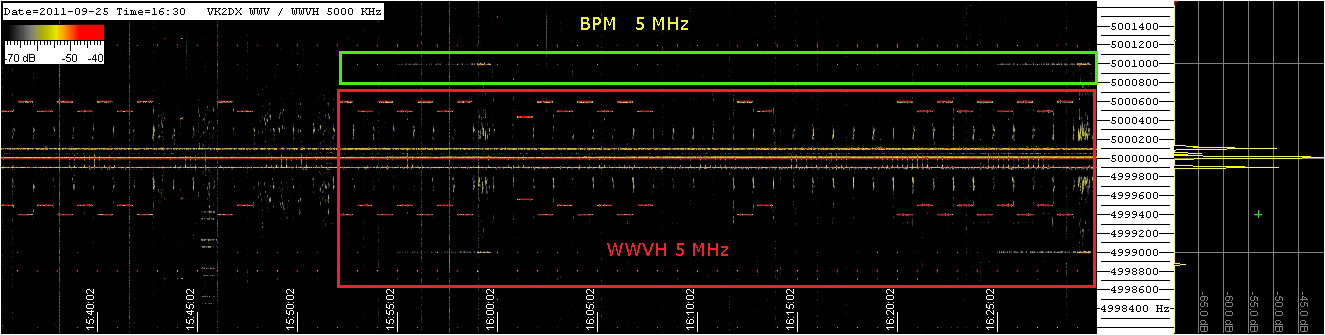 Date=2011-09-25 Time=16:30 VK2DX WWV / WWVH 5000 KHz
-70 dB -50 -40
BPM 5 MHz
WWVH 5 MHz
5001400
5001200
5001000
5000800
5000600
5000400
5000200
5000000
4999800
4999600
4999400
4999200
4999000
4998800
4998600
4998400 Hz
15:40:02
15:45:02
15:50:02
15:55:02
16:00:02
16:05:02
16:10:02
16:15:02
16:20:02
16:25:02
-65.0 dB
-60.0 dB
-55.0 dB
-50.0 dB
-45.0 dB